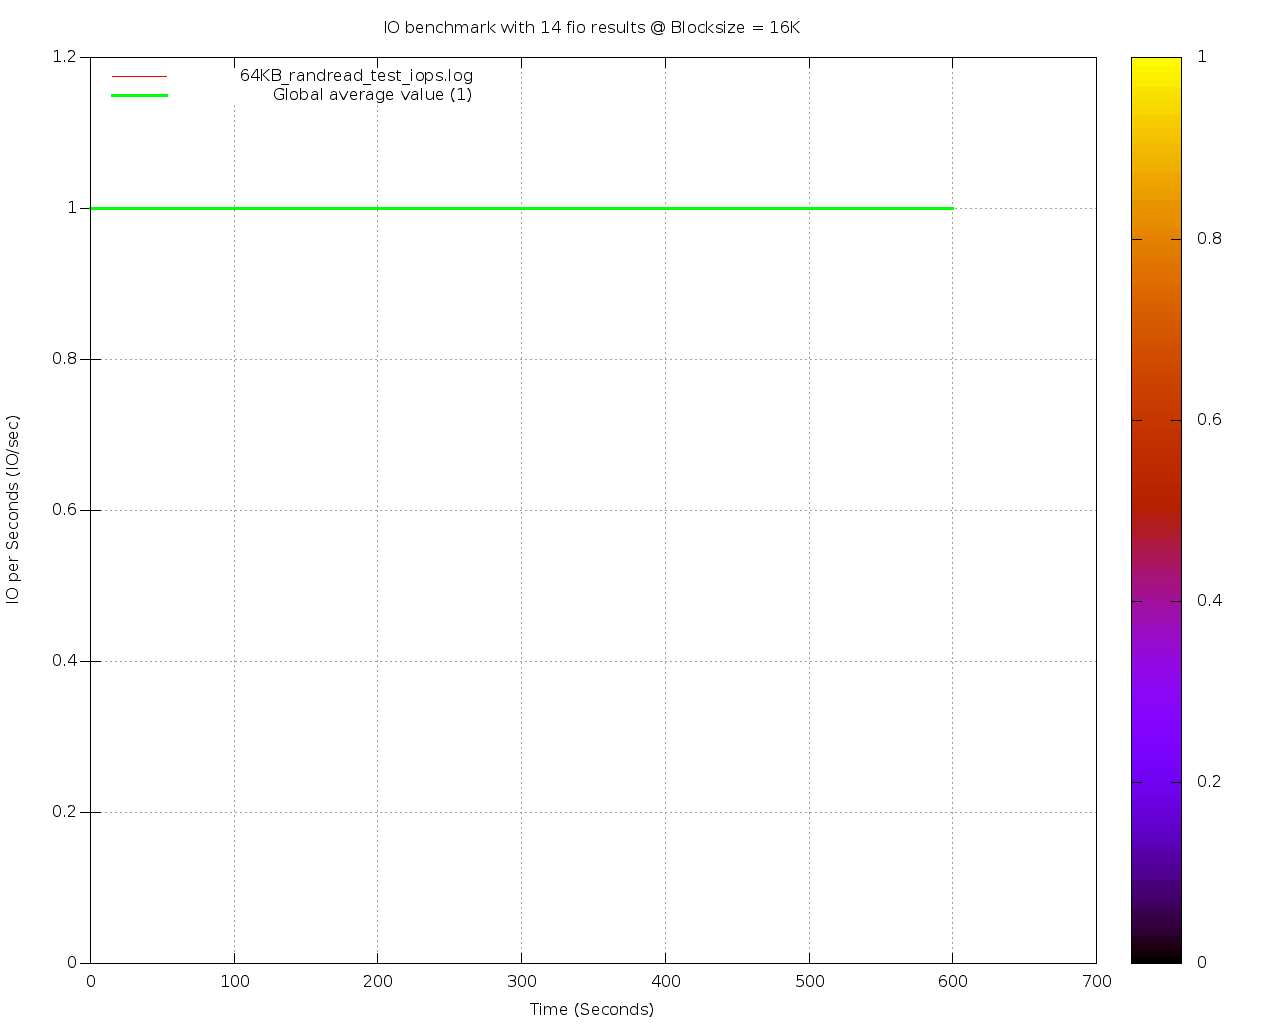 IO benchmark with 14 fio results @ Blocksize = 16K
64KB_randread_test_iops.log
Global average value (1)
1.2
1
0.8
0.6
0.4
0.2
0
IO per Seconds (IO/sec)
0 100 200 300 400 500 600 700
Time (Seconds)
1
0.8
0.6
0.4
0.2
0